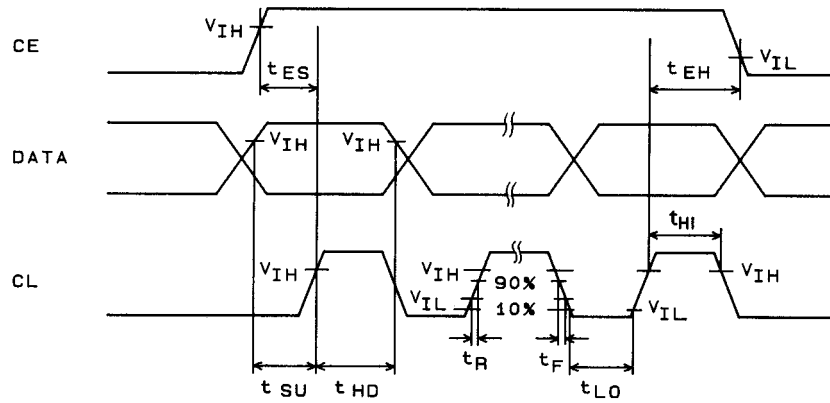 CE
VIH
VIL
tES
tEH
DATA
VIH
VIH
tHI
CL
VIH
VIH
VIH
90%
VIL
10%
VIL
tSU
tHD
tR
tF
tLO